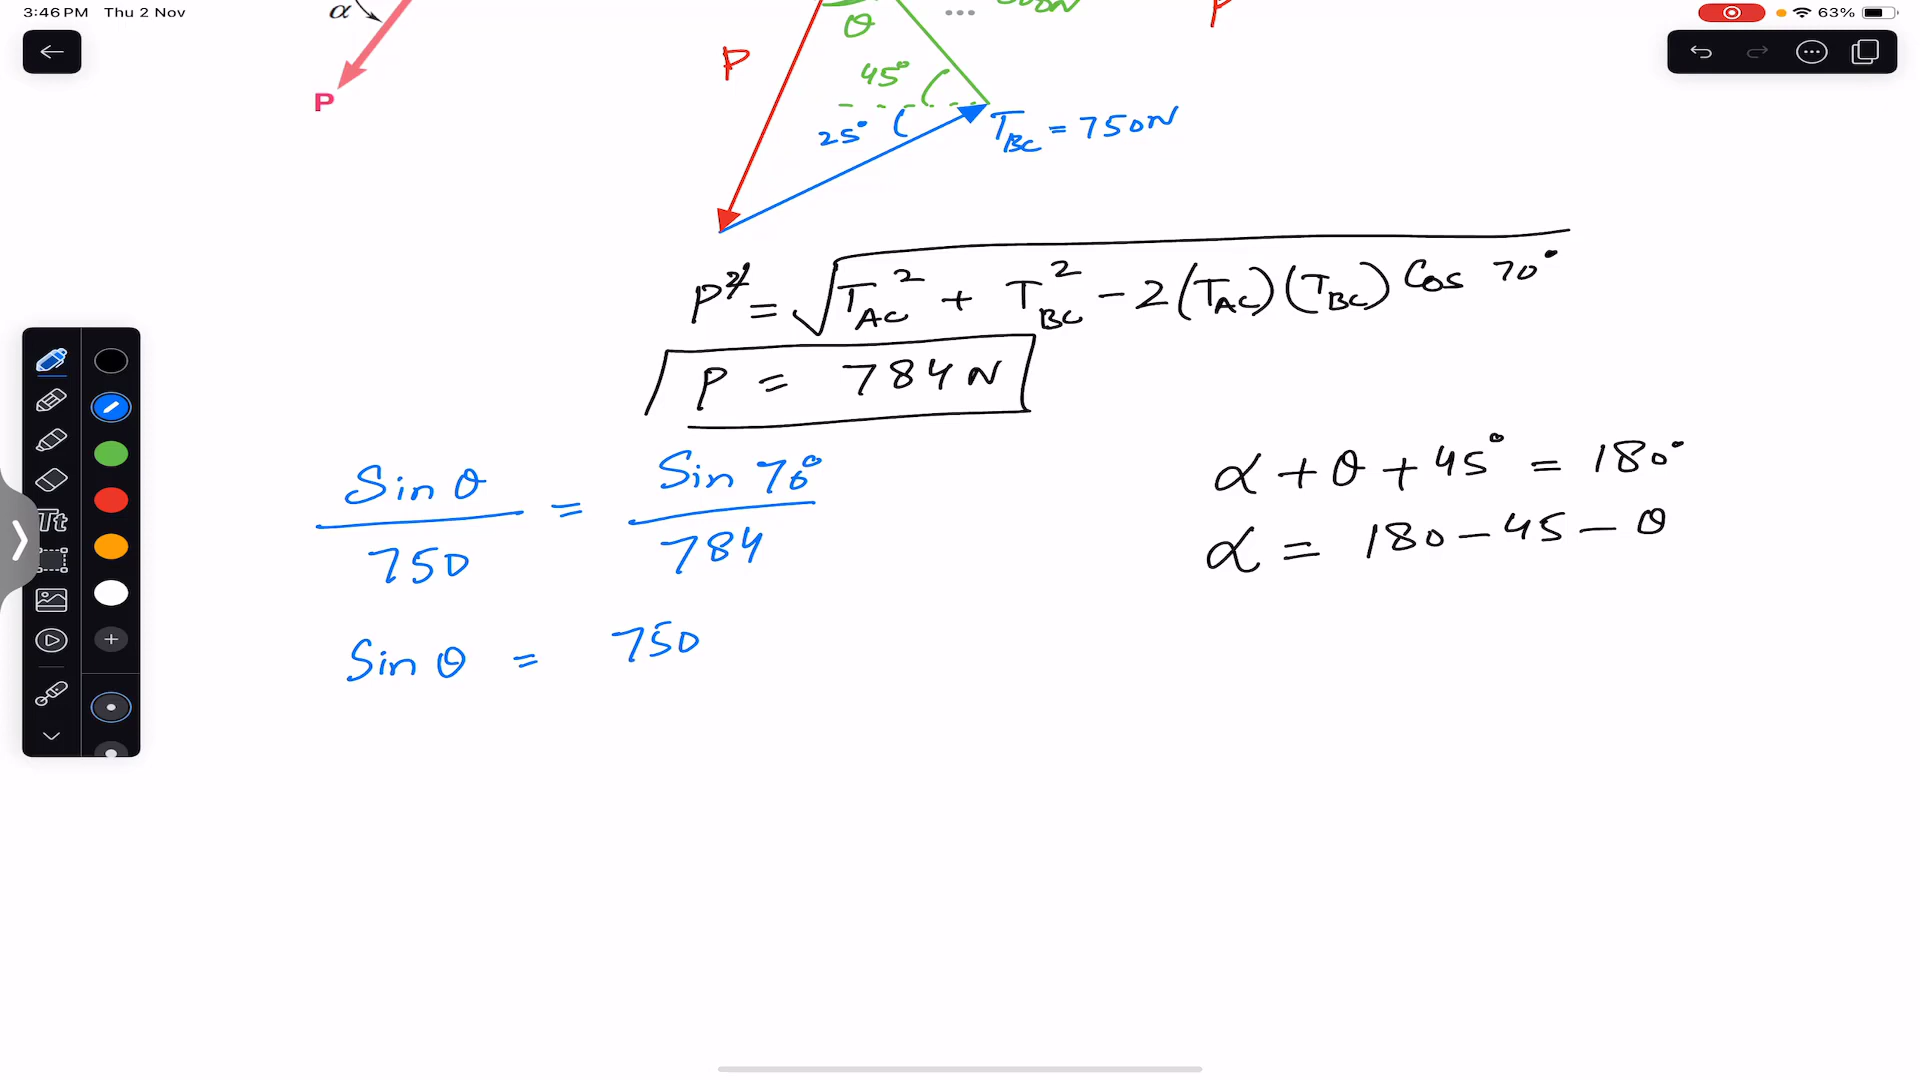 3:46 PM Thu 2 Nov
63%
α
P
θ
P
45°
25°
T_BC = 750N
P² = √(T_AC² + T_BC² - 2(T_AC)(T_BC) Cos 70°
P = 784 N
Sin θ / 750 = Sin 70° / 784
α + θ + 45° = 180°
α = 180 - 45 - θ
Sin θ = 750
Tt